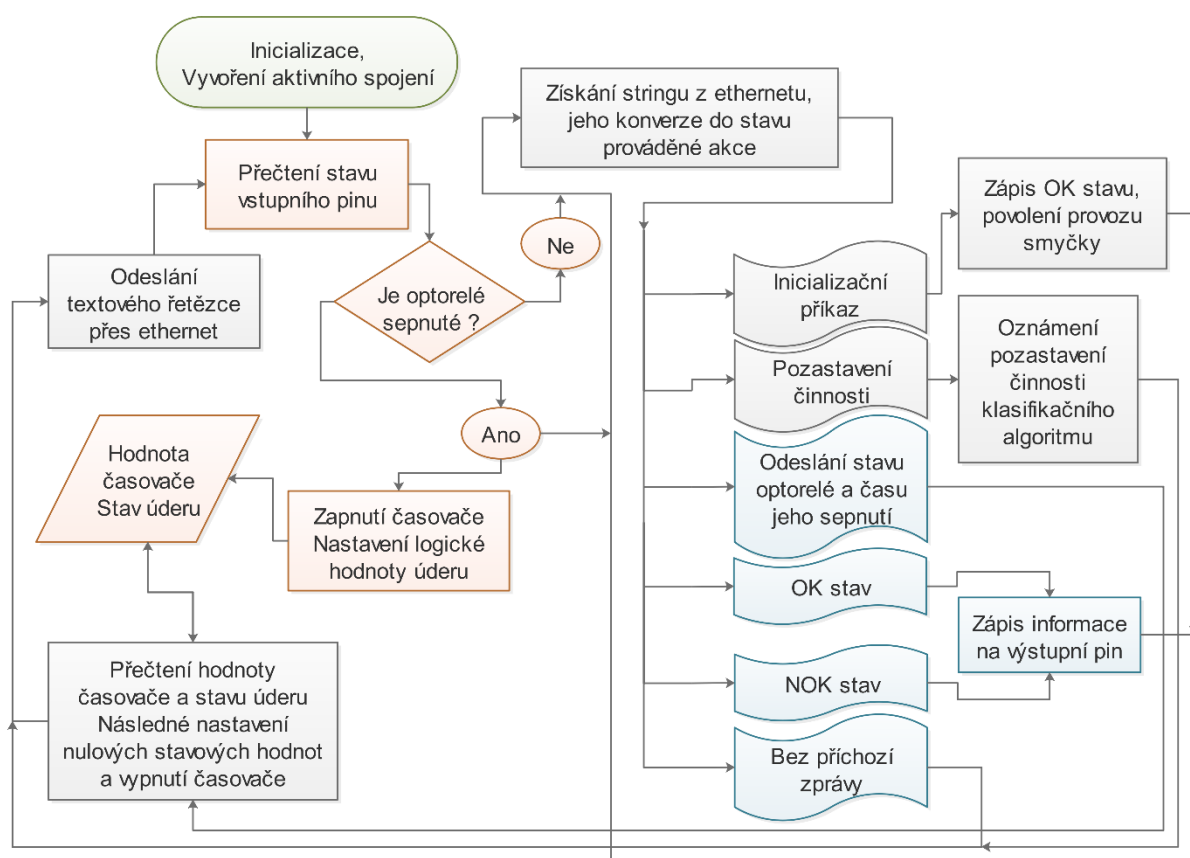 Inicializace,
Vyvoření aktivního spojení
Získání stringu z ethernetu,
jeho konverze do stavu
prováděné akce
Přečtení stavu
vstupního pinu
Zápis OK stavu,
povolení provozu
smyčky
Ne
Odeslání
textového řetězce
přes ethernet
Je optorelé
sepnuté ?
Inicializační
příkaz
Oznámení
pozastavení
činnosti
klasifikačního
algoritmu
Pozastavení
činnosti
Ano
Hodnota
časovače
Stav úderu
Odeslání stavu
optorelé a času
jeho sepnutí
Zapnutí časovače
Nastavení logické
hodnoty úderu
OK stav
Zápis informace
na výstupní pin
Přečtení hodnoty
časovače a stavu úderu
Následné nastavení
nulových stavových hodnot
a vypnutí časovače
NOK stav
Bez příchozí
zprávy